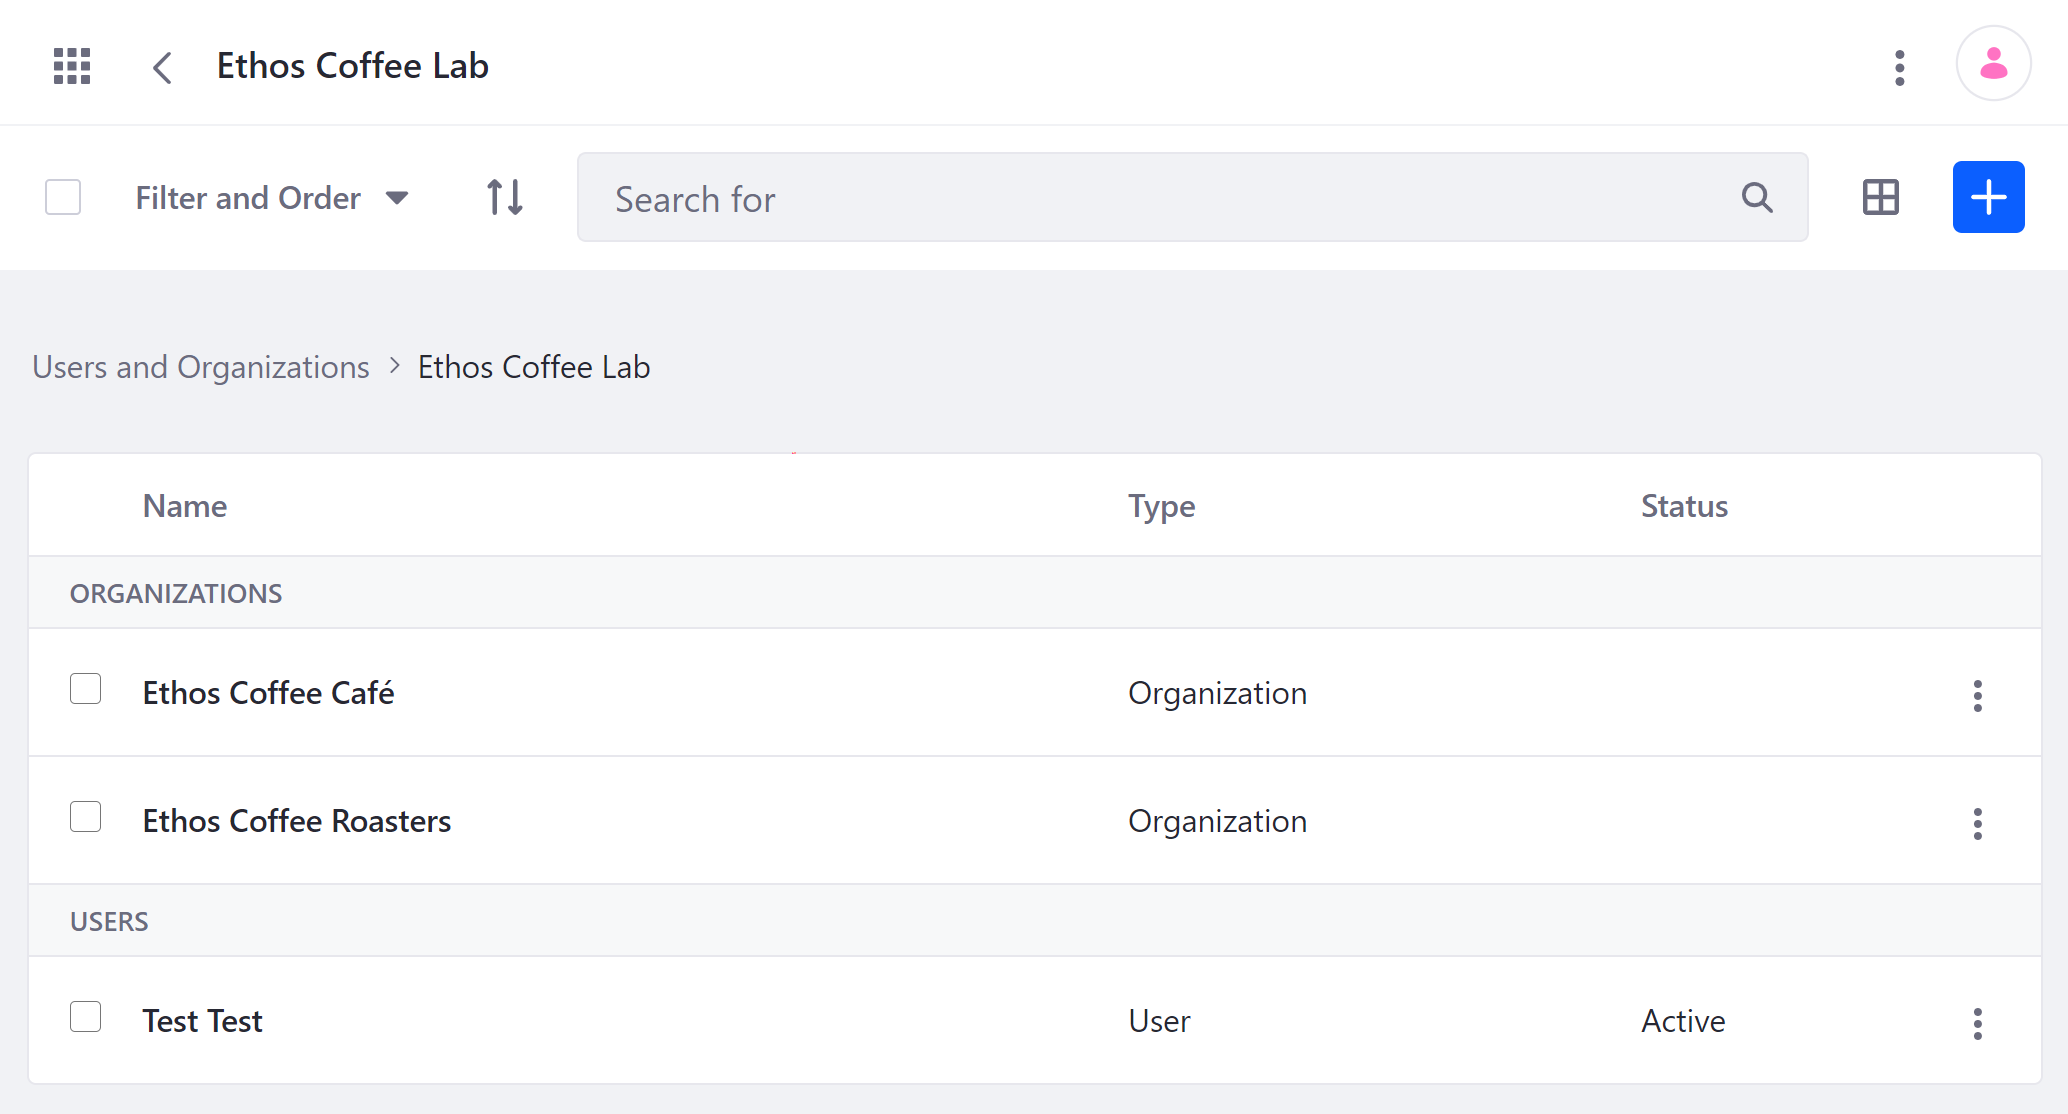 Ethos Coffee Lab
Filter and Order
Search for
Users and Organizations > Ethos Coffee Lab
Name Type Status
ORGANIZATIONS
Ethos Coffee Café Organization
Ethos Coffee Roasters Organization
USERS
Test Test User Active